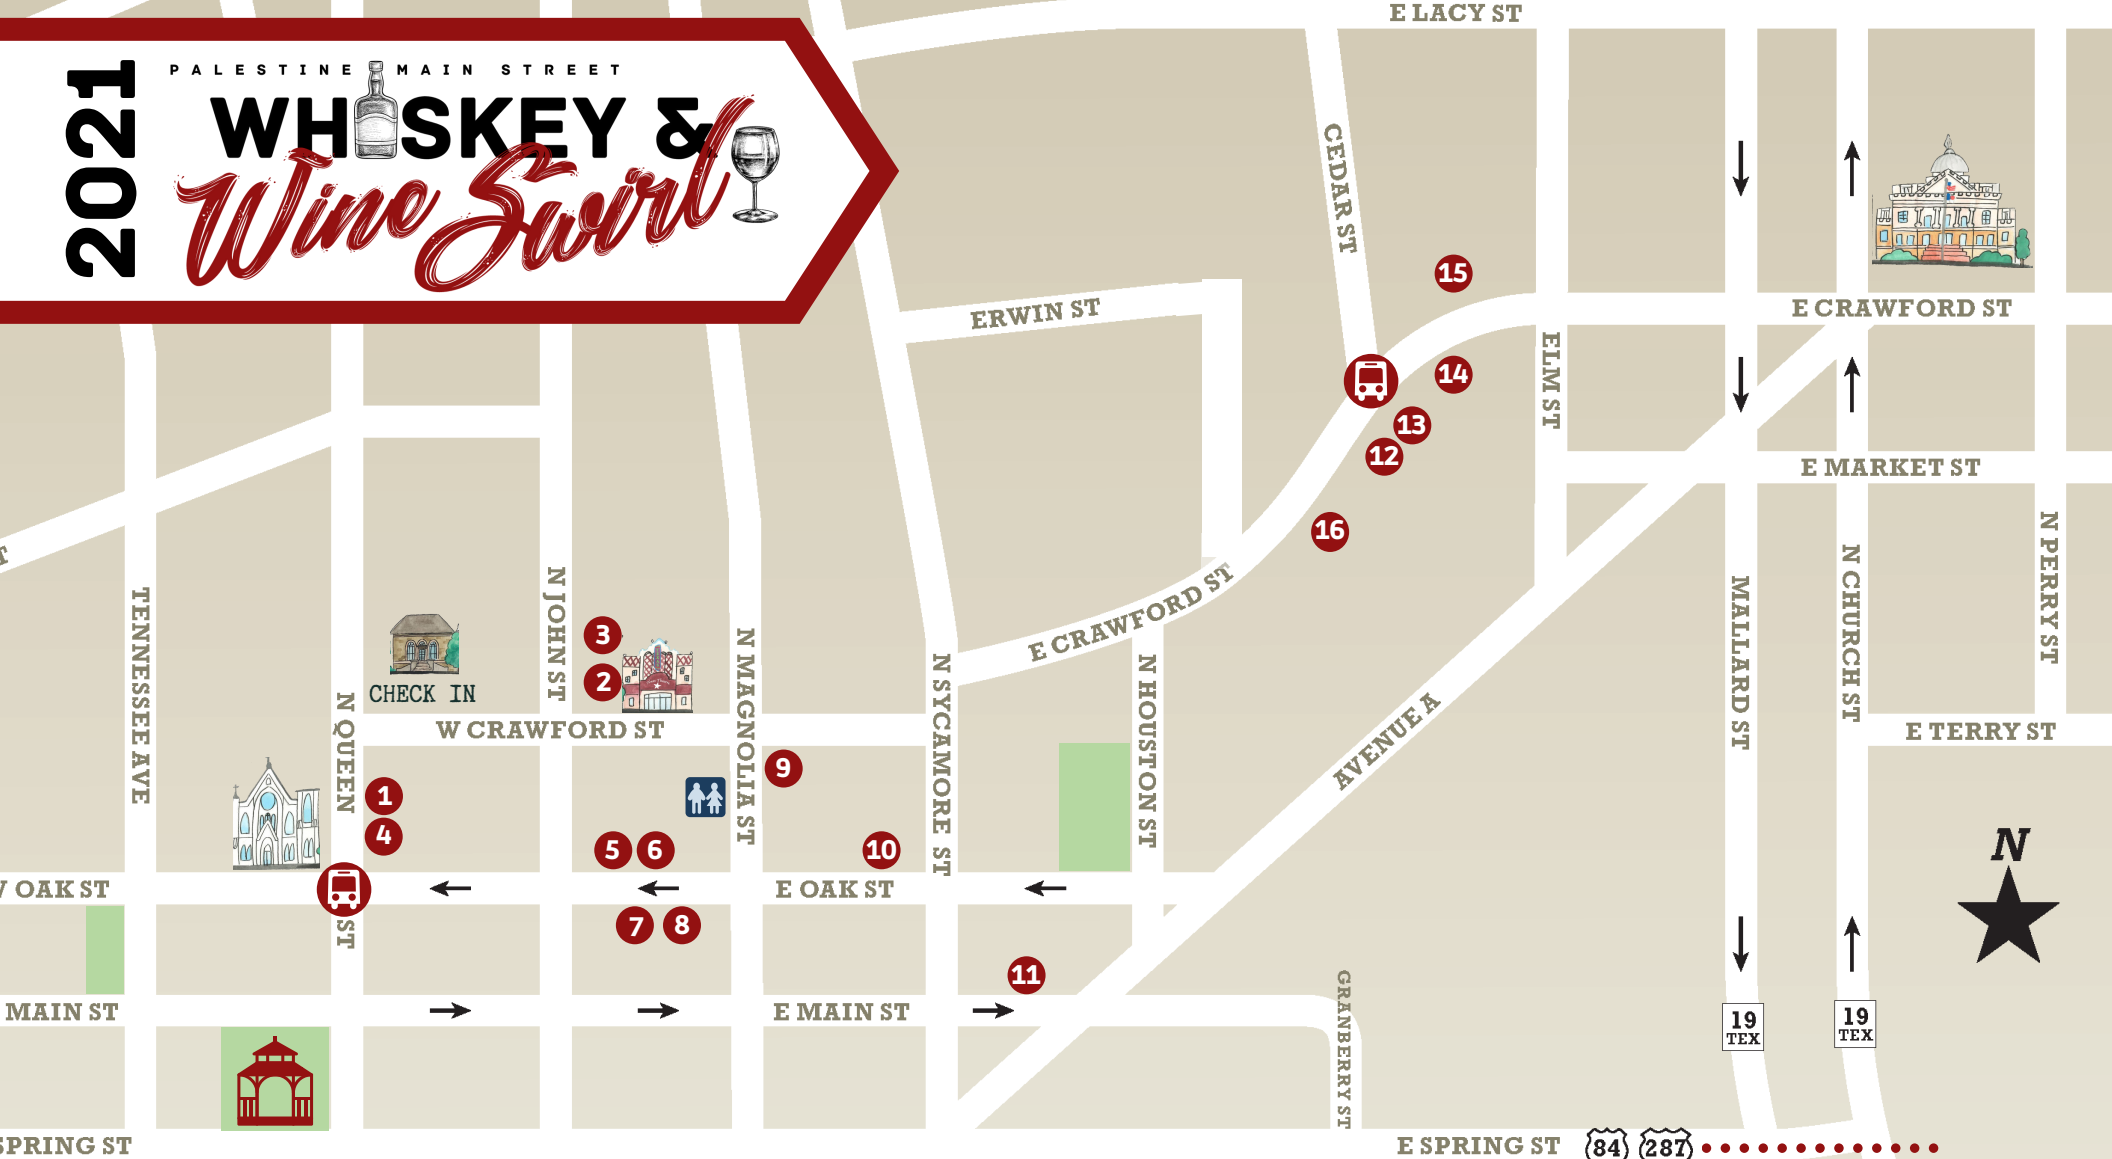 E LACY ST
2021
PALESTINE MAIN STREET
WHISKEY &
Wine Swirl
CEDAR ST
15
ERWIN ST
E CRAWFORD ST
ELM ST
14
13
12
E MARKET ST
16
N PERRY ST
N CHURCH ST
MALLARD ST
TENNESSEE AVE
N JOHN ST
3
2
CHECK IN
N QUEEN ST
W CRAWFORD ST
N MAGNOLIA ST
N SYCAMORE ST
E CRAWFORD ST
N HOUSTON ST
AVENUE A
E TERRY ST
9
1
4
5 6
10
N
OAK ST
E OAK ST
7 8
11
MAIN ST
E MAIN ST
GRANBERRY ST
19
TEX
19
TEX
SPRING ST
E SPRING ST
84
287